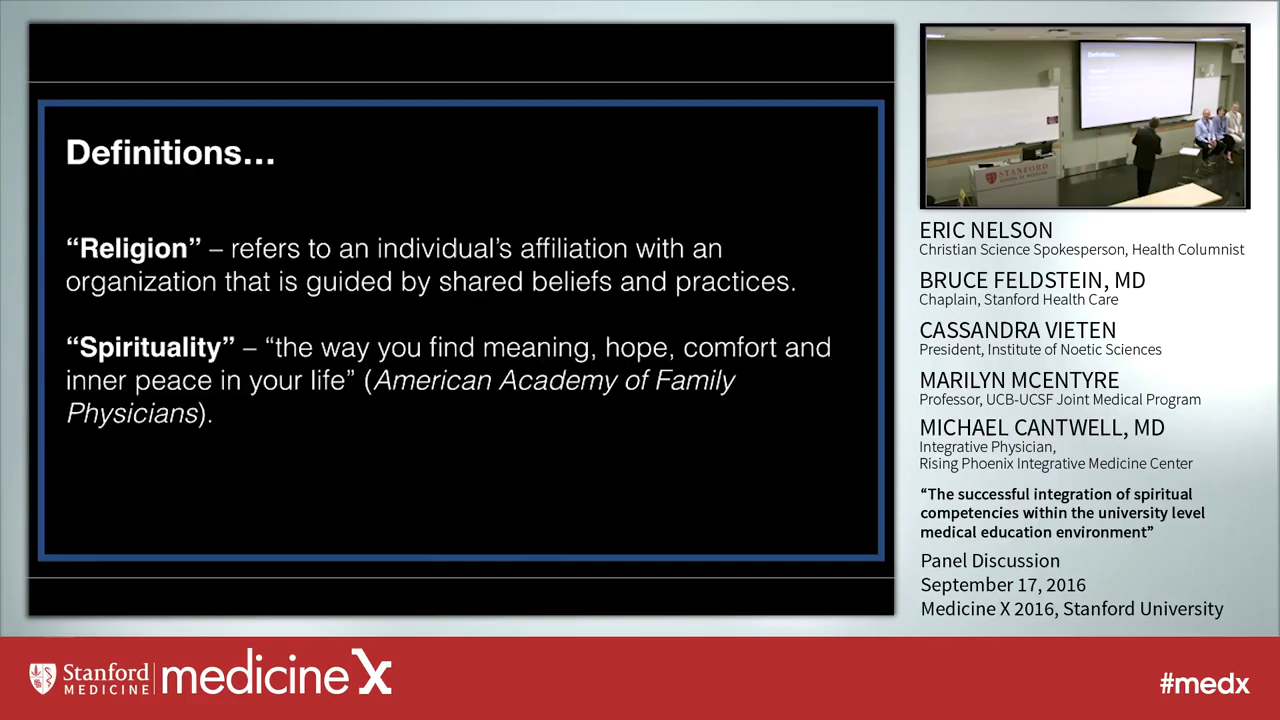 Definitions…
“Religion” – refers to an individual’s affiliation with an
organization that is guided by shared beliefs and practices.
“Spirituality” – “the way you find meaning, hope, comfort and
inner peace in your life” (American Academy of Family
Physicians).
Definitions...
STANFORD
SCHOOL OF MEDICINE
ERIC NELSON
Christian Science Spokesperson, Health Columnist
BRUCE FELDSTEIN, MD
Chaplain, Stanford Health Care
CASSANDRA VIETEN
President, Institute of Noetic Sciences
MARILYN MCENTYRE
Professor, UCB-UCSF Joint Medical Program
MICHAEL CANTWELL, MD
Integrative Physician,
Rising Phoenix Integrative Medicine Center
“The successful integration of spiritual
competencies within the university level
medical education environment”
Panel Discussion
September 17, 2016
Medicine X 2016, Stanford University
Stanford
MEDICINE
medicine X
#medx